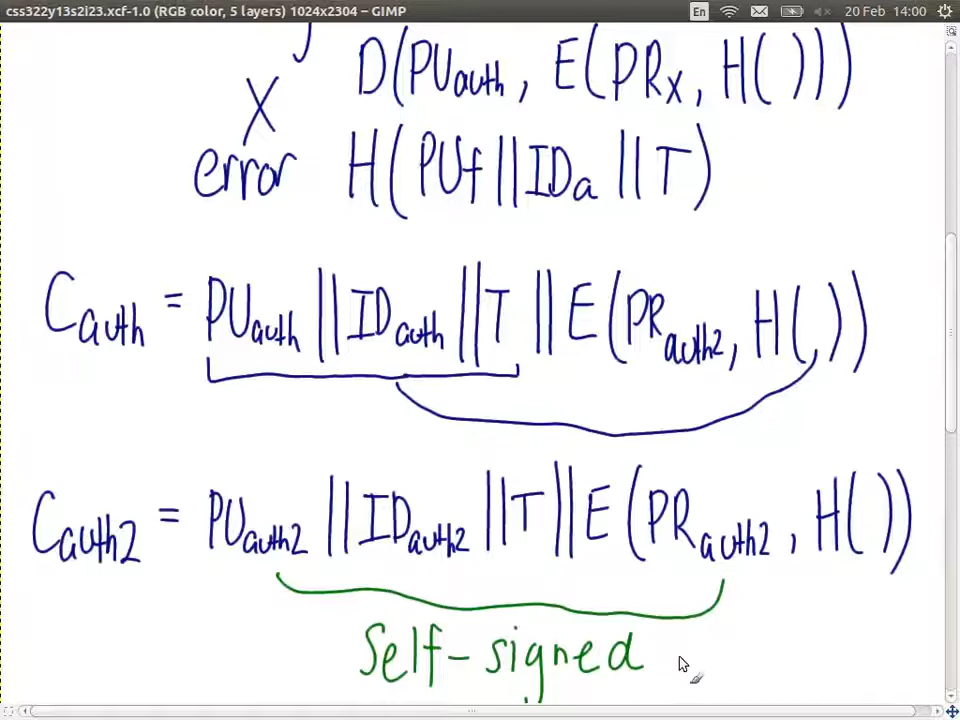 css322y13s2i23.xcf-1.0 (RGB color, 5 layers) 1024x2304 – GIMP
En
20 Feb 14:00
D(PUauth, E(PRx, H()))
X
error H(PUf||IDa||T)
Cauth = PUauth||IDauth||T||E(PRauth2, H(,))
Cauth2 = PUauth2||IDauth2||T||E(PRauth2, H())
Self-signed